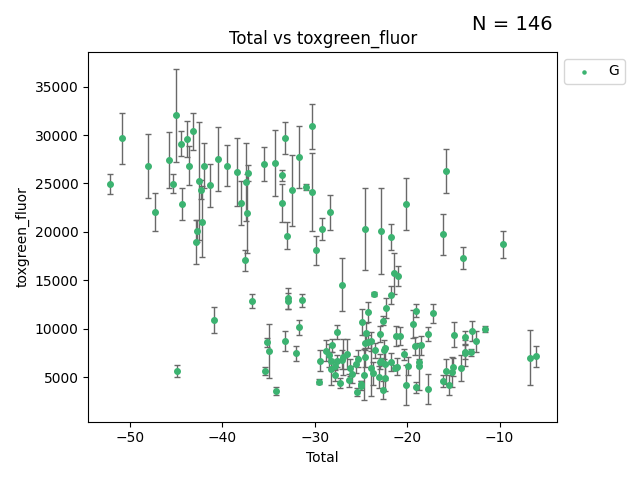 N = 146
Total vs toxgreen_fluor
G
35000
30000
25000
20000
15000
10000
5000
toxgreen_fluor
−50 −40 −30 −20 −10
Total